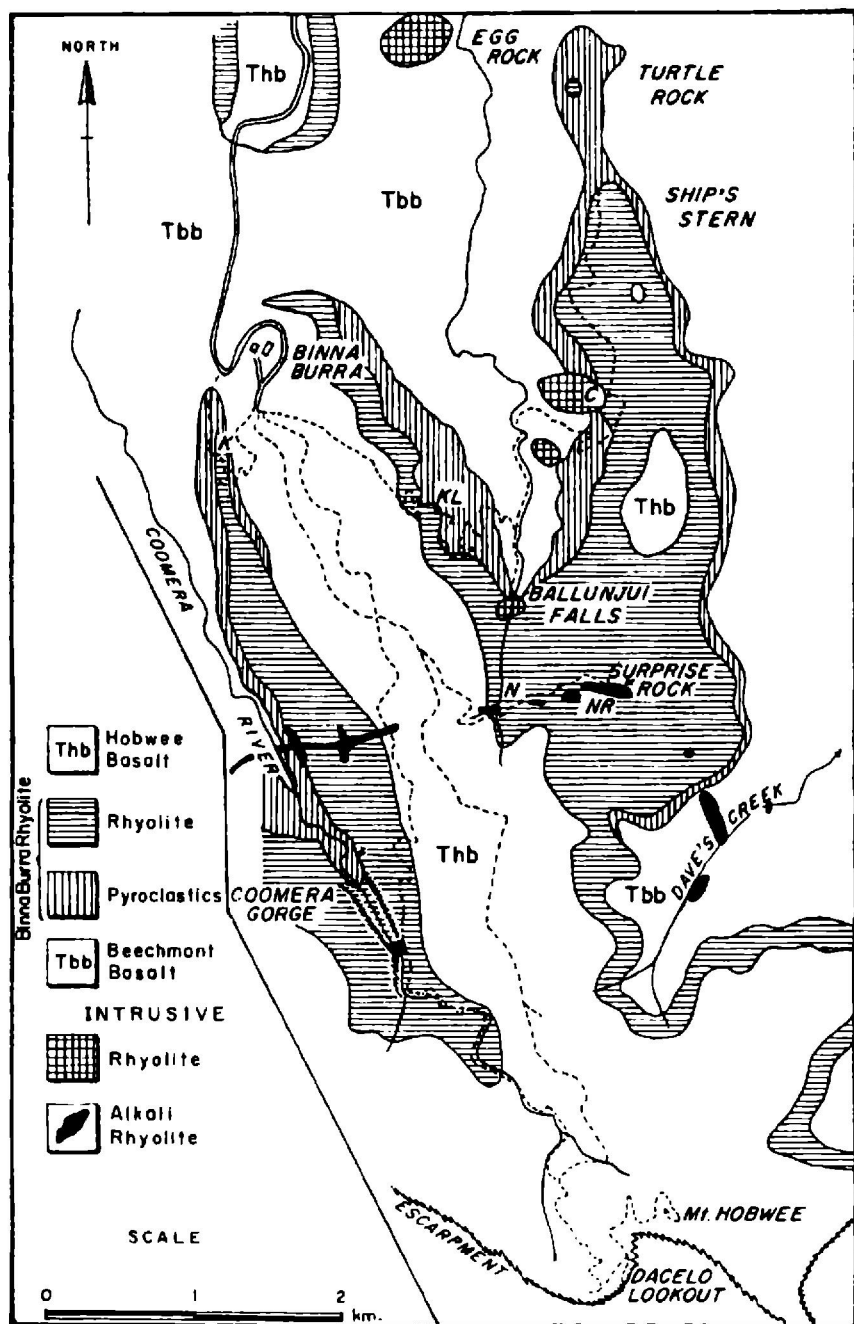 NORTH
EGG
ROCK
Thb
TURTLE
ROCK
Tbb
Tbb
SHIP'S
STERN
BINNA
BURRA
C
K
KL
Thb
COOMERA
RIVER
BALLUNJUI
FALLS
N
SURPRISE
ROCK
NR
Thb
DAVE'S CREEK
Tbb
COOMERA
GORGE
Binna Burra Rhyolite
Thb Hobwee
Basalt
Rhyolite
Pyroclastics
Tbb Beechmont
Basalt
INTRUSIVE
Rhyolite
Alkali
Rhyolite
SCALE
0 1 2
km.
ESCARPMENT
Mt. HOBWEE
DACELO
LOOKOUT